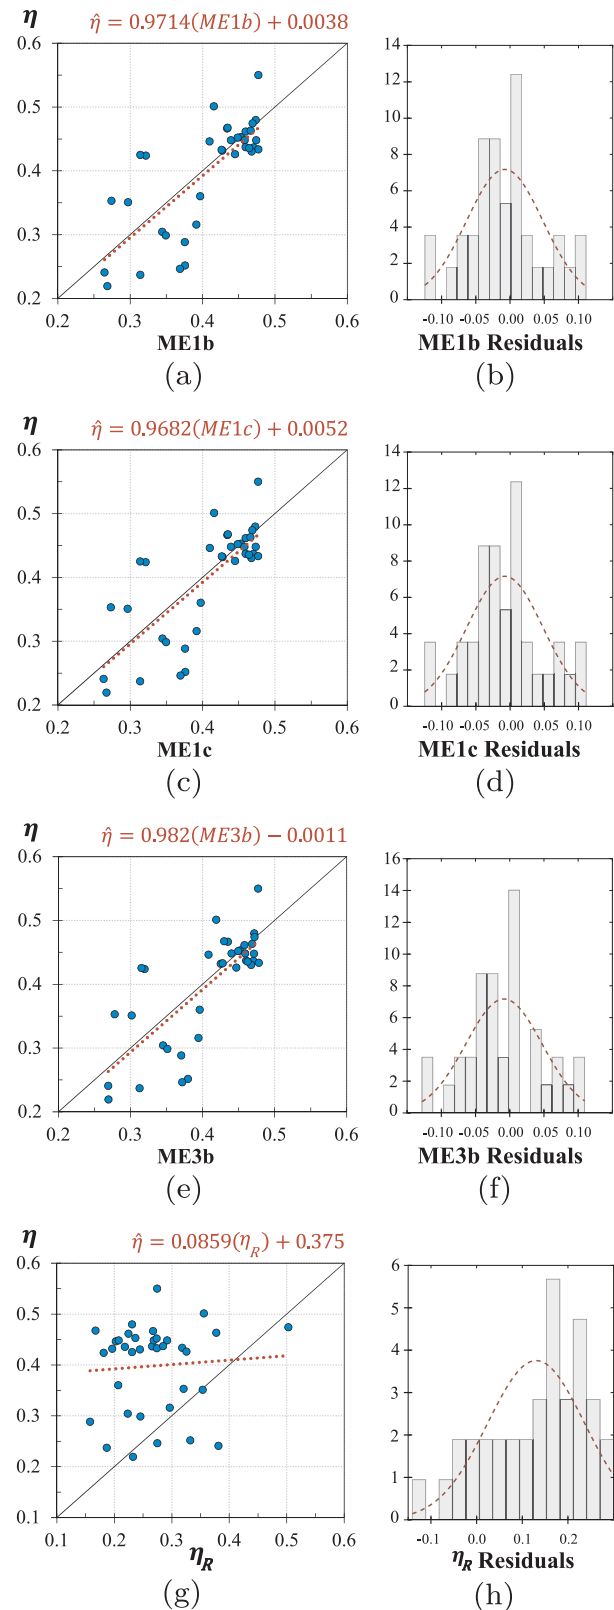 η
η̂ = 0.9714(ME1b) + 0.0038
0.6
0.5
0.4
0.3
0.2
0.2 0.3 0.4 0.5 0.6
ME1b
(a)
14
12
10
8
6
4
2
0
-0.10 -0.05 0.00 0.05 0.10
ME1b Residuals
(b)
η
η̂ = 0.9682(ME1c) + 0.0052
0.6
0.5
0.4
0.3
0.2
0.2 0.3 0.4 0.5 0.6
ME1c
(c)
14
12
10
8
6
4
2
0
-0.10 -0.05 0.00 0.05 0.10
ME1c Residuals
(d)
η
η̂ = 0.982(ME3b) − 0.0011
0.6
0.5
0.4
0.3
0.2
0.2 0.3 0.4 0.5 0.6
ME3b
(e)
16
14
12
10
8
6
4
2
0
-0.10 -0.05 0.00 0.05 0.10
ME3b Residuals
(f)
η
η̂ = 0.0859(η_R) + 0.375
0.6
0.5
0.4
0.3
0.2
0.1
0.1 0.2 0.3 0.4 0.5 0.6
η_R
(g)
6
5
4
3
2
1
0
-0.1 0.0 0.1 0.2
η_R Residuals
(h)